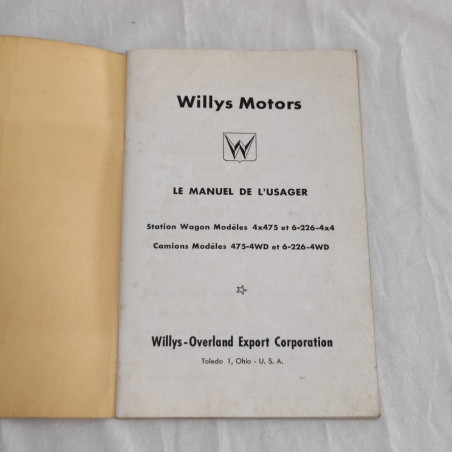 Willys Motors
W
LE MANUEL DE L'USAGER
Station Wagon Modèles 4x475 et 6-226-4x4
Camions Modèles 475-4WD et 6-226-4WD
Willys-Overland Export Corporation
Toledo 1, Ohio - U. S. A.